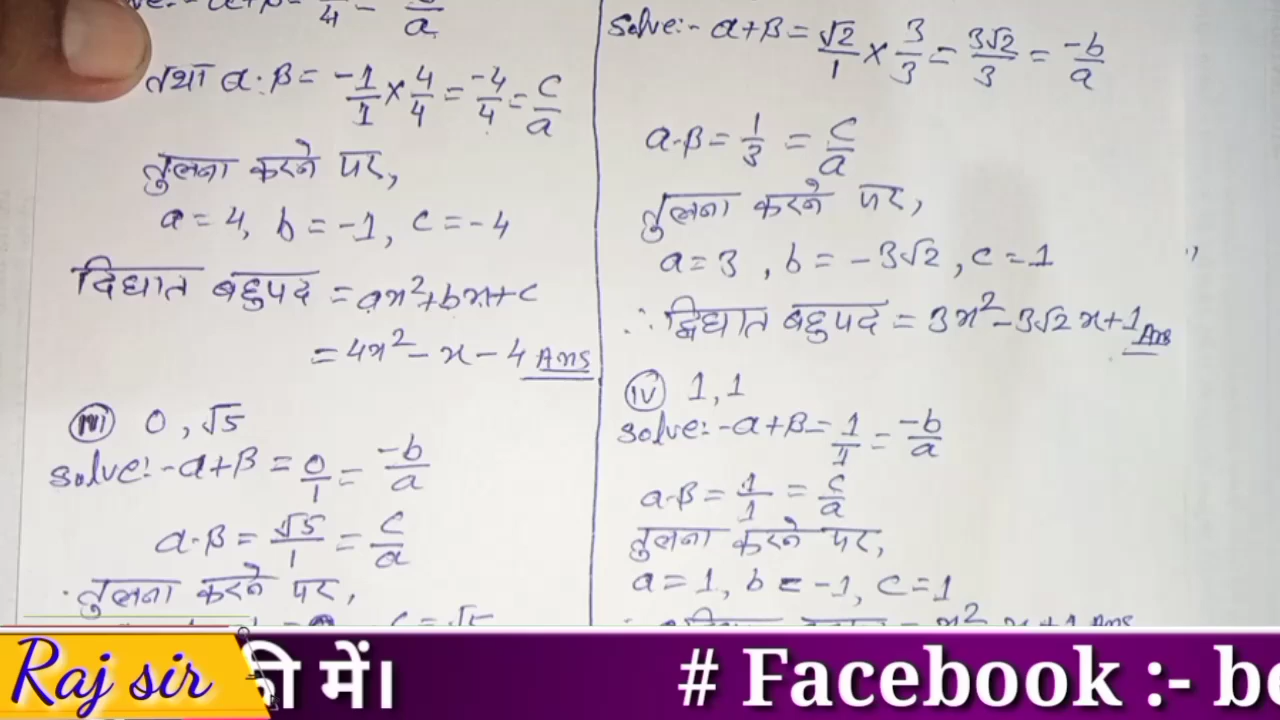 तथा α·β = -1/1 × 4/4 = -4/4 = c/a
तुलना करने पर,
a = 4, b = -1, c = -4
द्विघात बहुपद = ax²+bx+c
= 4x² - x - 4 Ans
(iii) 0, √5
Solve:- α+β = 0/1 = -b/a
α·β = √5/1 = c/a
तुलना करने पर,
c = √5
Solve:- α+β = √2/1 × 3/3 = 3√2/3 = -b/a
α·β = 1/3 = c/a
तुलना करने पर,
a = 3, b = -3√2, c = 1
∴ द्विघात बहुपद = 3x² - 3√2x + 1 Ans
(iv) 1, 1
Solve:- α+β = 1/1 = -b/a
α·β = 1/1 = c/a
तुलना करने पर,
a = 1, b = -1, c = 1
Raj sir
में। # Facebook :-